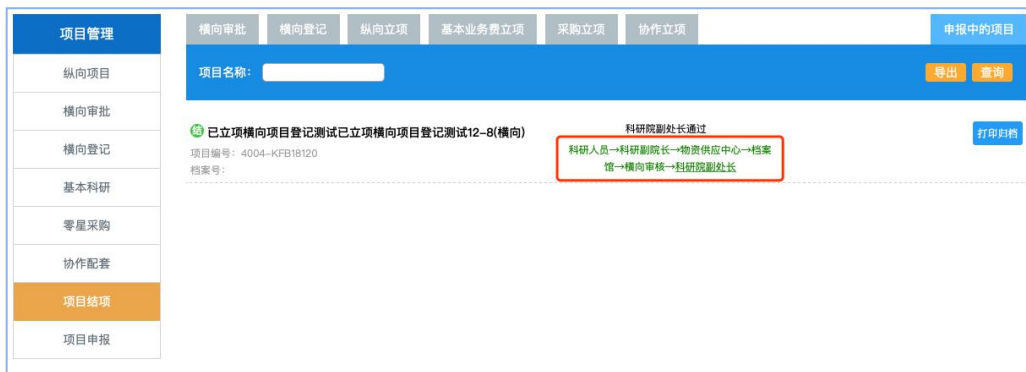 项目管理
纵向项目
横向审批
横向登记
基本科研
零星采购
协作配套
项目结项
项目申报
横向审批 横向登记 纵向立项 基本业务费立项 采购立项 协作立项 申报中的项目
项目名称： 导出 查询
结 已立项横向项目登记测试已立项横向项目登记测试12-8(横向)
项目编号：4004-KFB18120
档案号：
科研院副处长通过
科研人员→科研副院长→物资供应中心→档案
馆→横向审核→科研院副处长
打印归档